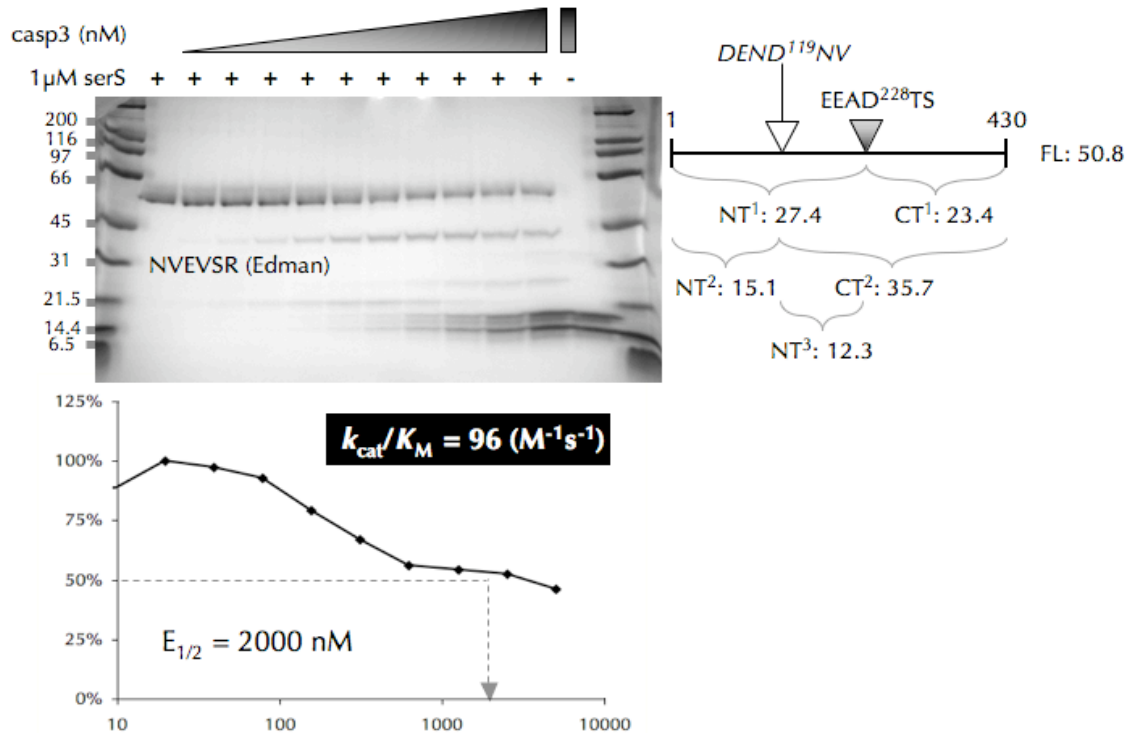 casp3 (nM)
1µM serS + + + + + + + + + + + -
200
116
97
66
45
31
21.5
14.4
6.5
NVEVSR (Edman)
DEND¹¹⁹NV
EEAD²²⁸TS
1 430
FL: 50.8
NT¹: 27.4 CT¹: 23.4
NT²: 15.1 CT²: 35.7
NT³: 12.3
125%
100%
75%
50%
25%
0%
k_cat/K_M = 96 (M⁻¹s⁻¹)
E₁/₂ = 2000 nM
10 100 1000 10000